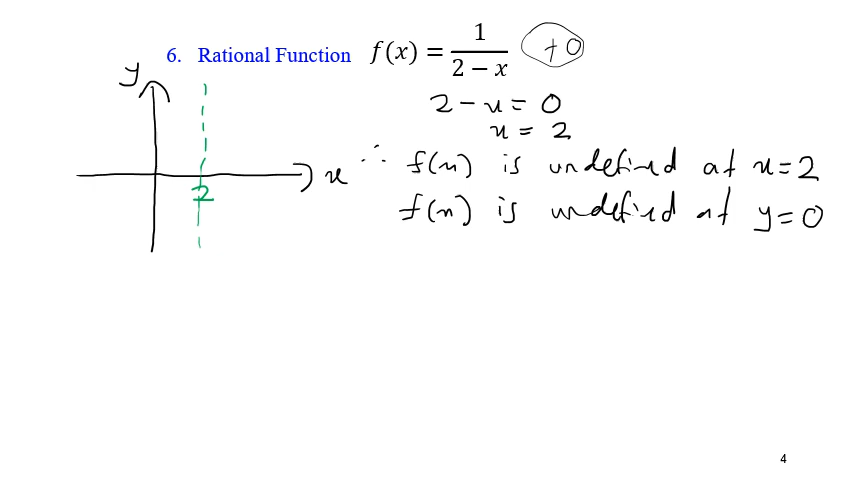 6. Rational Function f(x) = 1/(2 − x) +0
y
2 - x = 0
x = 2
x
∴ f(x) is undefined at x=2
2
f(x) is undefined at y=0
4